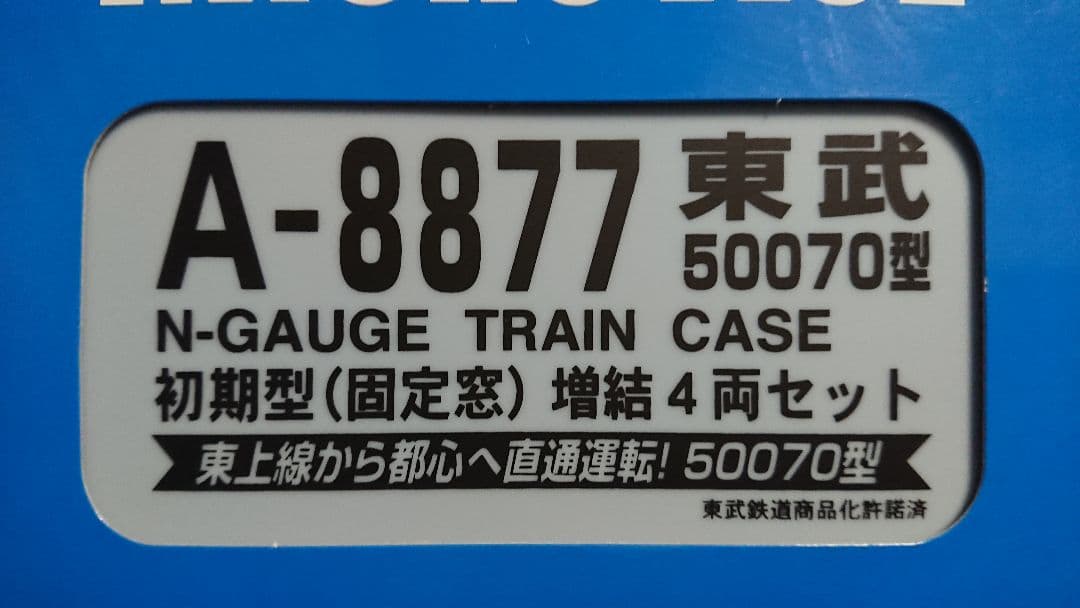 A-8877 東武
50070型
N-GAUGE TRAIN CASE
初期型(固定窓) 増結4両セット
東上線から都心へ直通運転! 50070型
東武鉄道商品化許諾済